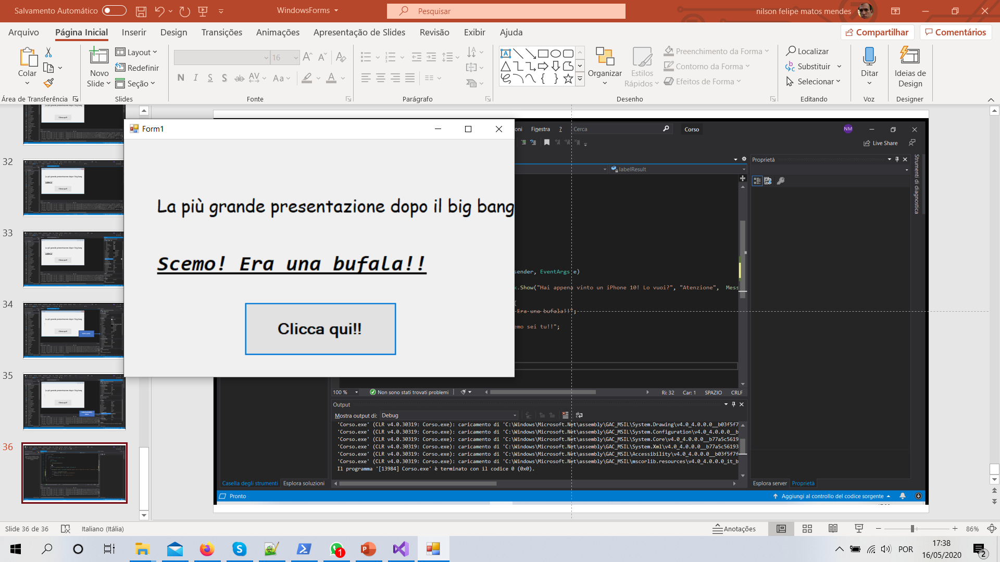 Salvamento Automático
WindowsForms
Pesquisar
nilson felipe matos mendes
Arquivo
Página Inicial
Inserir
Design
Transições
Animações
Apresentação de Slides
Revisão
Exibir
Ajuda
Compartilhar
Comentários
Colar
Novo
Slide
Layout
Redefinir
Seção
16
N I S S ab AV Aa A
Organizar
Estilos
Rápidos
Preenchimento da Forma
Contorno da Forma
Efeitos de Forma
Localizar
Substituir
Selecionar
Ditar
Ideias de
Design
Área de Transferência
Slides
Fonte
Parágrafo
Desenho
Editando
Voz
Designer
32
33
34
35
36
Form1
La più grande presentazione dopo il big bang
Scemo! Era una bufala!!
Clicca qui!!
oni
Finestra
?
Cerca
Corso
NM
Live Share
labelResult
Proprietà
Strumenti di diagnostica
sender, EventArgs e)
x.Show("Hai appena vinto un iPhone 10! Lo vuoi?", "Atenzione", Mess
{
Era una bufala!!";
emo sei tu!!";
100 %
Non sono stati trovati problemi
Ri: 32
Car: 1
SPAZIO
CRLF
Output
Mostra output di:
Debug
'Corso.exe' (CLR v4.0.30319: Corso.exe): caricamento di 'C:\Windows\Microsoft.Net\assembly\GAC_MSIL\System.Drawing\v4.0_4.0.0.0__b03f5f7
'Corso.exe' (CLR v4.0.30319: Corso.exe): caricamento di 'C:\Windows\Microsoft.Net\assembly\GAC_MSIL\System.Configuration\v4.0_4.0.0.0__b
'Corso.exe' (CLR v4.0.30319: Corso.exe): caricamento di 'C:\Windows\Microsoft.Net\assembly\GAC_MSIL\System.Core\v4.0_4.0.0.0__b77a5c5619
'Corso.exe' (CLR v4.0.30319: Corso.exe): caricamento di 'C:\Windows\Microsoft.Net\assembly\GAC_MSIL\System.Xml\v4.0_4.0.0.0__b77a5c56193
'Corso.exe' (CLR v4.0.30319: Corso.exe): caricamento di 'C:\Windows\Microsoft.Net\assembly\GAC_MSIL\Accessibility\v4.0_4.0.0.0__b03f5f7f
'Corso.exe' (CLR v4.0.30319: Corso.exe): caricamento di 'C:\Windows\Microsoft.Net\assembly\GAC_MSIL\mscorlib.resources\v4.0_4.0.0.0_it_b
Il programma '[13984] Corso.exe' è terminato con il codice 0 (0x0).
Casella degli strumenti
Esplora soluzioni
Esplora server
Proprietà
Pronto
Aggiungi al controllo del codice sorgente
Slide 36 de 36
Italiano (Itália)
Anotações
86%
1
POR
17:38
16/05/2020
2